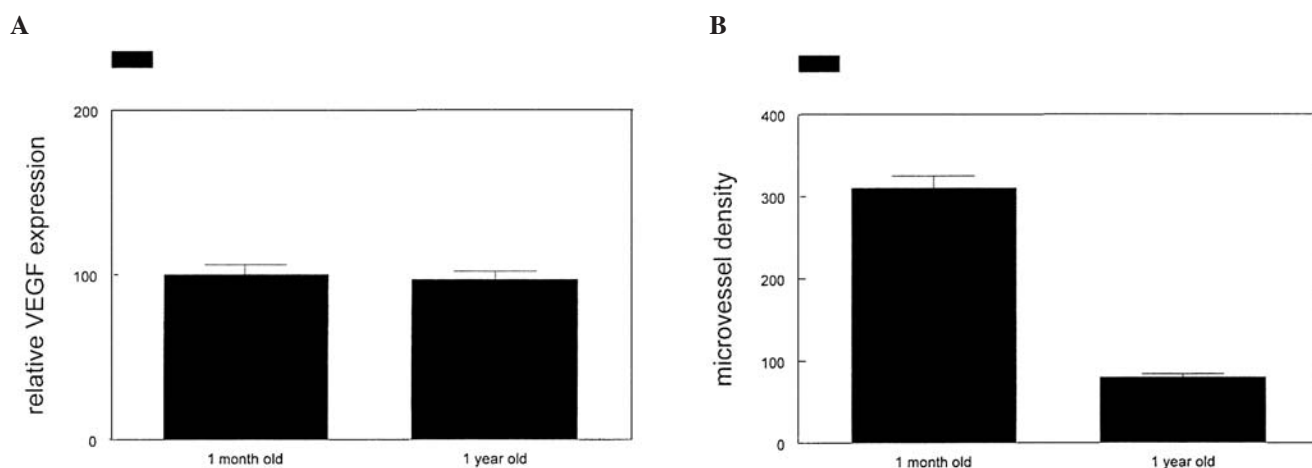 A
200
100
0
relative VEGF expression
1 month old
1 year old
B
400
300
200
100
0
microvessel density
1 month old
1 year old